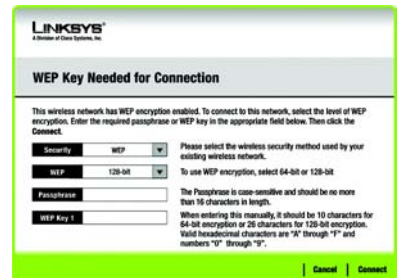 LINKSYS®
A Division of Cisco Systems, Inc.
WEP Key Needed for Connection
This wireless network has WEP encryption enabled. To connect to this network, select the level of WEP
encryption. Enter the required passphrase or WEP key in the appropriate field below. Then click the
Connect.
Security WEP Please select the wireless security method used by your
existing wireless network.
WEP 128-bit To use WEP encryption, select 64-bit or 128-bit
Passphrase The Passphrase is case-sensitive and should be no more
than 16 characters in length.
WEP Key 1 When entering this manually, it should be 10 characters for
64-bit encryption or 26 characters for 128-bit encryption.
Valid hexadecimal characters are "A" through "F" and
numbers "0" through "9".
Cancel Connect